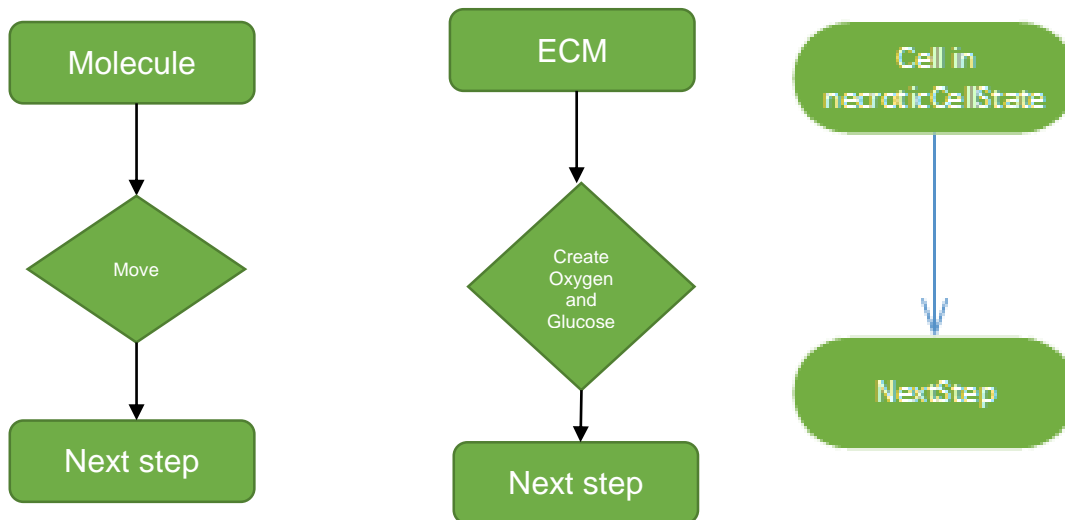 Molecule
Move
Next step
ECM
Create
Oxygen
and
Glucose
Next step
Cell in
necroticCellState
NextStep